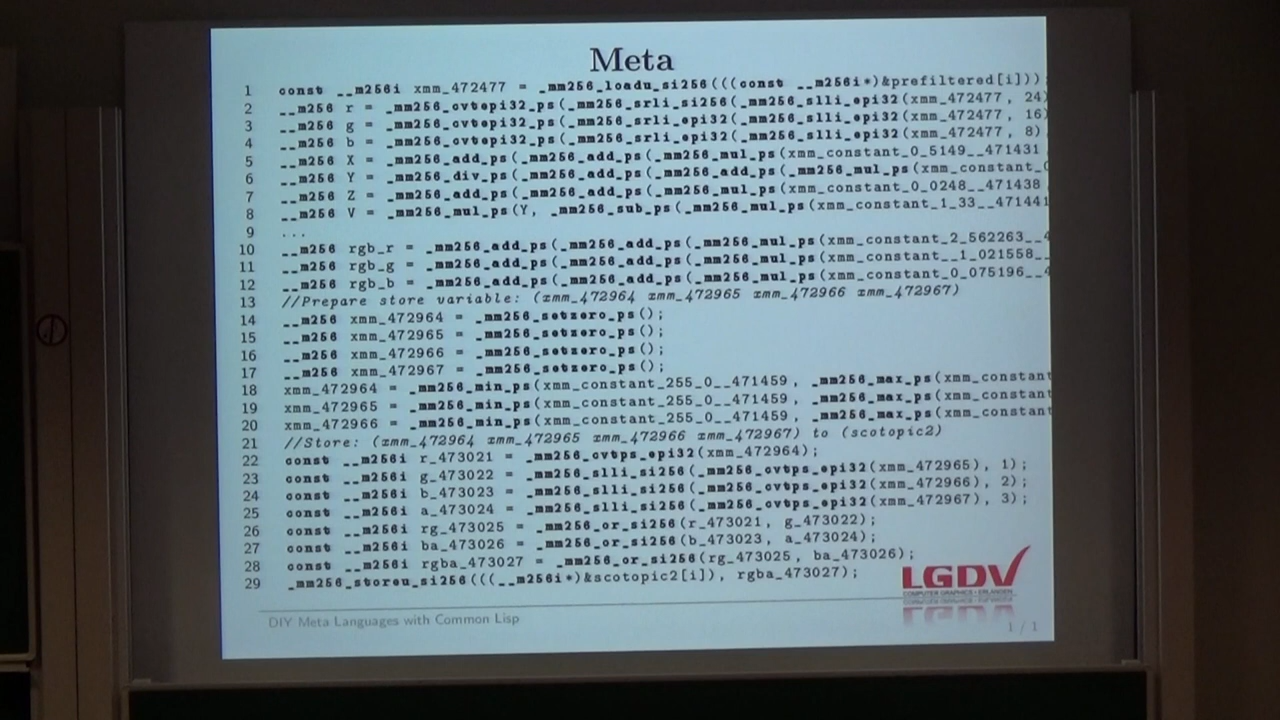 Meta
1 const __m256i xmm_472477 = _mm256_loadu_si256(((const __m256i*)&prefiltered[i]));
2 __m256 r = _mm256_cvtepi32_ps(_mm256_srli_si256(_mm256_slli_epi32(xmm_472477, 24)
3 __m256 g = _mm256_cvtepi32_ps(_mm256_srli_epi32(_mm256_slli_epi32(xmm_472477, 16)
4 __m256 b = _mm256_cvtepi32_ps(_mm256_srli_epi32(_mm256_slli_epi32(xmm_472477, 8)
5 __m256 X = _mm256_add_ps(_mm256_add_ps(_mm256_mul_ps(xmm_constant_0_5149__471431
6 __m256 Y = _mm256_div_ps(_mm256_add_ps(_mm256_add_ps(_mm256_mul_ps(xmm_constant_0
7 __m256 Z = _mm256_add_ps(_mm256_add_ps(_mm256_mul_ps(xmm_constant_0_0248__471438
8 __m256 V = _mm256_mul_ps(Y, _mm256_sub_ps(_mm256_mul_ps(xmm_constant_1_33__471441
9 ...
10 __m256 rgb_r = _mm256_add_ps(_mm256_add_ps(_mm256_mul_ps(xmm_constant_2_562263__4
11 __m256 rgb_g = _mm256_add_ps(_mm256_add_ps(_mm256_mul_ps(xmm_constant__1_021558__
12 __m256 rgb_b = _mm256_add_ps(_mm256_add_ps(_mm256_mul_ps(xmm_constant_0_075196__4
13 //Prepare store variable: (xmm_472964 xmm_472965 xmm_472966 xmm_472967)
14 __m256 xmm_472964 = _mm256_setzero_ps();
15 __m256 xmm_472965 = _mm256_setzero_ps();
16 __m256 xmm_472966 = _mm256_setzero_ps();
17 __m256 xmm_472967 = _mm256_setzero_ps();
18 xmm_472964 = _mm256_min_ps(xmm_constant_255_0__471459, _mm256_max_ps(xmm_constant
19 xmm_472965 = _mm256_min_ps(xmm_constant_255_0__471459, _mm256_max_ps(xmm_constant
20 xmm_472966 = _mm256_min_ps(xmm_constant_255_0__471459, _mm256_max_ps(xmm_constant
21 //Store: (xmm_472964 xmm_472965 xmm_472966 xmm_472967) to (scotopic2)
22 const __m256i r_473021 = _mm256_cvtps_epi32(xmm_472964);
23 const __m256i g_473022 = _mm256_slli_si256(_mm256_cvtps_epi32(xmm_472965), 1);
24 const __m256i b_473023 = _mm256_slli_si256(_mm256_cvtps_epi32(xmm_472966), 2);
25 const __m256i a_473024 = _mm256_slli_si256(_mm256_cvtps_epi32(xmm_472967), 3);
26 const __m256i rg_473025 = _mm256_or_si256(r_473021, g_473022);
27 const __m256i ba_473026 = _mm256_or_si256(b_473023, a_473024);
28 const __m256i rgba_473027 = _mm256_or_si256(rg_473025, ba_473026);
29 _mm256_storeu_si256(((__m256i*)&scotopic2[i]), rgba_473027);
LGDV
COMPUTER GRAPHICS • ERLANGEN
DIY Meta Languages with Common Lisp
1 / 1